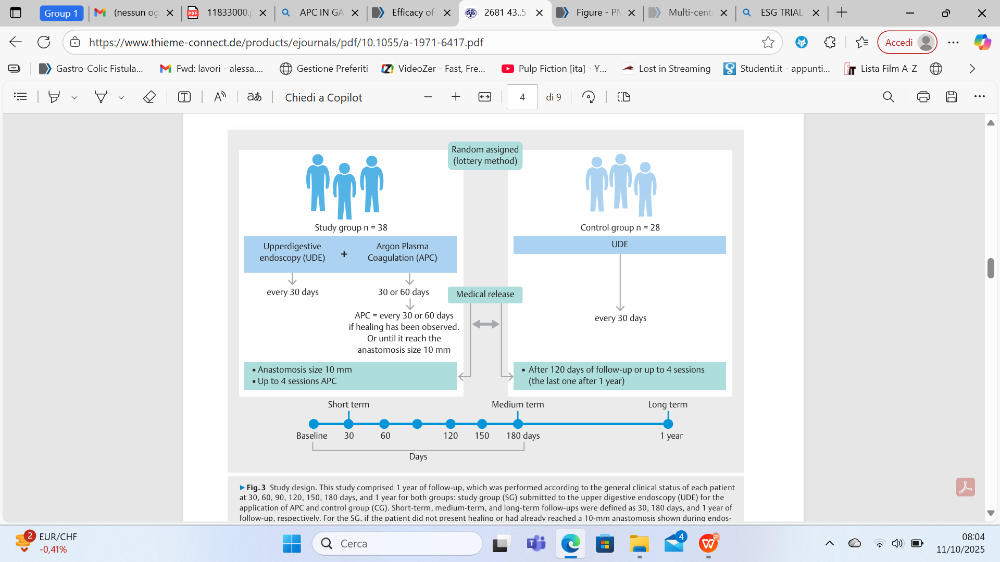 Group 1
(nessun og
11833000.p
APC IN GA
Efficacy of
2681 43..51
Figure - PM
Multi-cent
ESG TRIAL
https://www.thieme-connect.de/products/ejournals/pdf/10.1055/a-1971-6417.pdf
Accedi
Gastro-Colic Fistula...
Fwd: lavori - alessa....
Gestione Preferiti
VideoZer - Fast, Fre...
Pulp Fiction [ita] - Y...
Lost in Streaming
Studenti.it - appunti...
Lista Film A-Z
Chiedi a Copilot
4
di 9
Random assigned
(lottery method)
Study group n = 38
Control group n = 28
Upperdigestive
endoscopy (UDE)
+
Argon Plasma
Coagulation (APC)
UDE
every 30 days
30 or 60 days
Medical release
APC = every 30 or 60 days
if healing has been observed.
Or until it reach the
anastomosis size 10 mm
every 30 days
▪ Anastomosis size 10 mm
▪ Up to 4 sessions APC
▪ After 120 days of follow-up or up to 4 sessions
(the last one after 1 year)
Short term
Medium term
Long term
Baseline
30
60
120
150
180 days
1 year
Days
►Fig. 3 Study design. This study comprised 1 year of follow-up, which was performed according to the general clinical status of each patient
at 30, 60, 90, 120, 150, 180 days, and 1 year for both groups: study group (SG) submitted to the upper digestive endoscopy (UDE) for the
application of APC and control group (CG). Short-term, medium-term, and long-term follow-ups were defined as 30, 180 days, and 1 year of
follow-up, respectively. For the SG, if the patient did not present healing or had already reached a 10-mm anastomosis shown during endos-
2
EUR/CHF
-0,41%
Cerca
4
08:04
11/10/2025